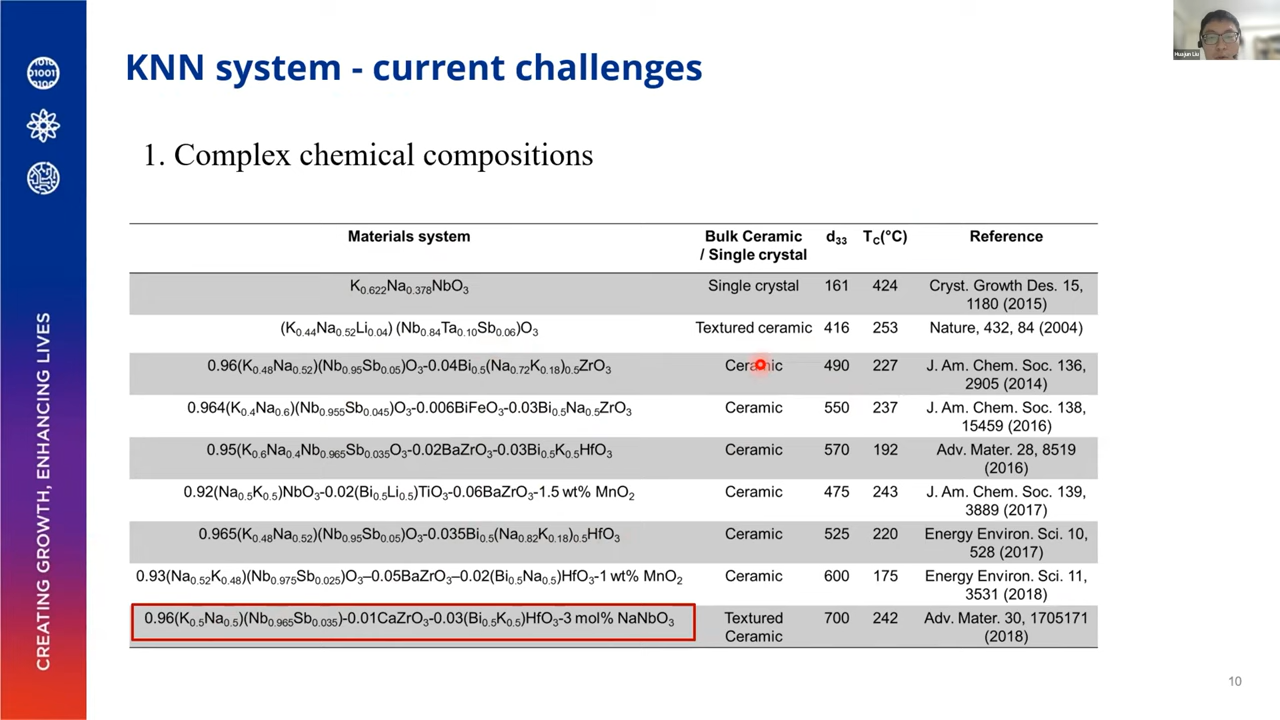 KNN system - current challenges
Huajun Liu
1. Complex chemical compositions
Materials system
Bulk Ceramic / Single crystal
d₃₃
T_C(°C)
Reference
K₀.₆₂₂Na₀.₃₇₈NbO₃
Single crystal
161
424
Cryst. Growth Des. 15, 1180 (2015)
(K₀.₄₄Na₀.₅₂Li₀.₀₄) (Nb₀.₈₄Ta₀.₁₀Sb₀.₀₆)O₃
Textured ceramic
416
253
Nature, 432, 84 (2004)
0.96(K₀.₄₈Na₀.₅₂)(Nb₀.₉₅Sb₀.₀₅)O₃-0.04Bi₀.₅(Na₀.₇₂K₀.₁₈)₀.₅ZrO₃
Ceramic
490
227
J. Am. Chem. Soc. 136, 2905 (2014)
0.964(K₀.₄Na₀.₆)(Nb₀.₉₅₅Sb₀.₀₄₅)O₃-0.006BiFeO₃-0.03Bi₀.₅Na₀.₅ZrO₃
Ceramic
550
237
J. Am. Chem. Soc. 138, 15459 (2016)
0.95(K₀.₆Na₀.₄Nb₀.₉₆₅Sb₀.₀₃₅O₃-0.02BaZrO₃-0.03Bi₀.₅K₀.₅HfO₃
Ceramic
570
192
Adv. Mater. 28, 8519 (2016)
0.92(Na₀.₅K₀.₅)NbO₃-0.02(Bi₀.₅Li₀.₅)TiO₃-0.06BaZrO₃-1.5 wt% MnO₂
Ceramic
475
243
J. Am. Chem. Soc. 139, 3889 (2017)
0.965(K₀.₄₈Na₀.₅₂)(Nb₀.₉₅Sb₀.₀₅)O₃-0.035Bi₀.₅(Na₀.₈₂K₀.₁₈)₀.₅HfO₃
Ceramic
525
220
Energy Environ. Sci. 10, 528 (2017)
0.93(Na₀.₅₂K₀.₄₈)(Nb₀.₉₇₅Sb₀.₀₂₅)O₃–0.05BaZrO₃–0.02(Bi₀.₅Na₀.₅)HfO₃-1 wt% MnO₂
Ceramic
600
175
Energy Environ. Sci. 11, 3531 (2018)
0.96(K₀.₅Na₀.₅)(Nb₀.₉₆₅Sb₀.₀₃₅)-0.01CaZrO₃-0.03(Bi₀.₅K₀.₅)HfO₃-3 mol% NaNbO₃
Textured Ceramic
700
242
Adv. Mater. 30, 1705171 (2018)
CREATING GROWTH, ENHANCING LIVES
10